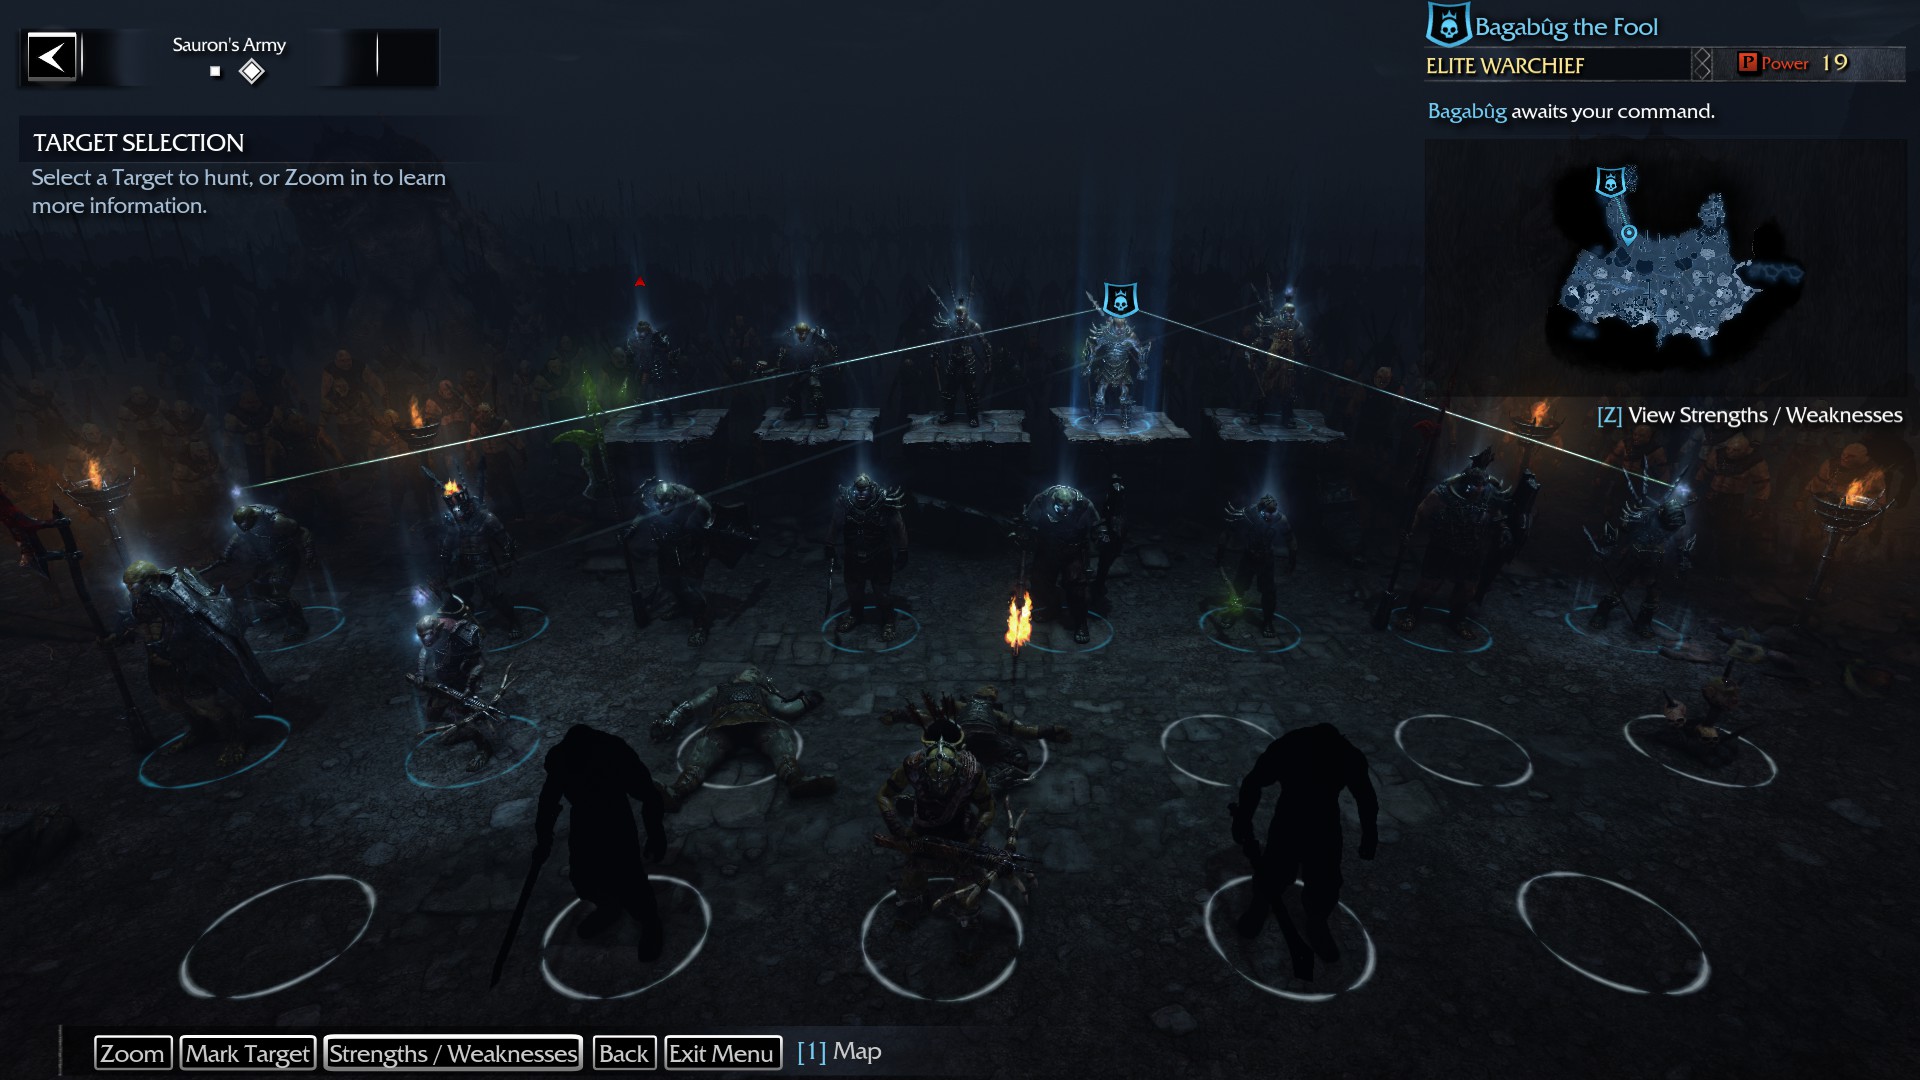 Sauron's Army
TARGET SELECTION
Select a Target to hunt, or Zoom in to learn
more information.
Bagabûg the Fool
ELITE WARCHIEF
P Power 19
Bagabûg awaits your command.
[Z] View Strengths / Weaknesses
Zoom
Mark Target
Strengths / Weaknesses
Back
Exit Menu
[1] Map